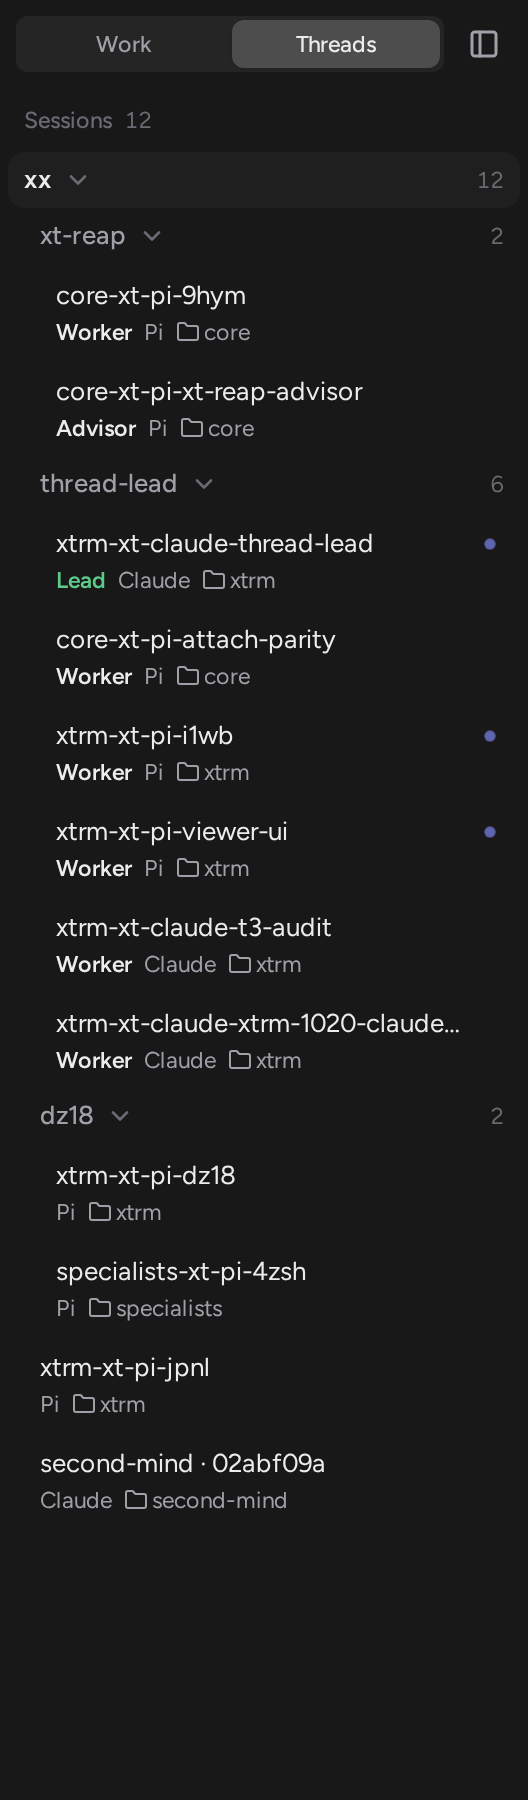 Work Threads
Sessions 12
xx 12
xt-reap 2
core-xt-pi-9hym
Worker Pi core
core-xt-pi-xt-reap-advisor
Advisor Pi core
thread-lead 6
xtrm-xt-claude-thread-lead
Lead Claude xtrm
core-xt-pi-attach-parity
Worker Pi core
xtrm-xt-pi-i1wb
Worker Pi xtrm
xtrm-xt-pi-viewer-ui
Worker Pi xtrm
xtrm-xt-claude-t3-audit
Worker Claude xtrm
xtrm-xt-claude-xtrm-1020-claude...
Worker Claude xtrm
dz18 2
xtrm-xt-pi-dz18
Pi xtrm
specialists-xt-pi-4zsh
Pi specialists
xtrm-xt-pi-jpnl
Pi xtrm
second-mind · 02abf09a
Claude second-mind